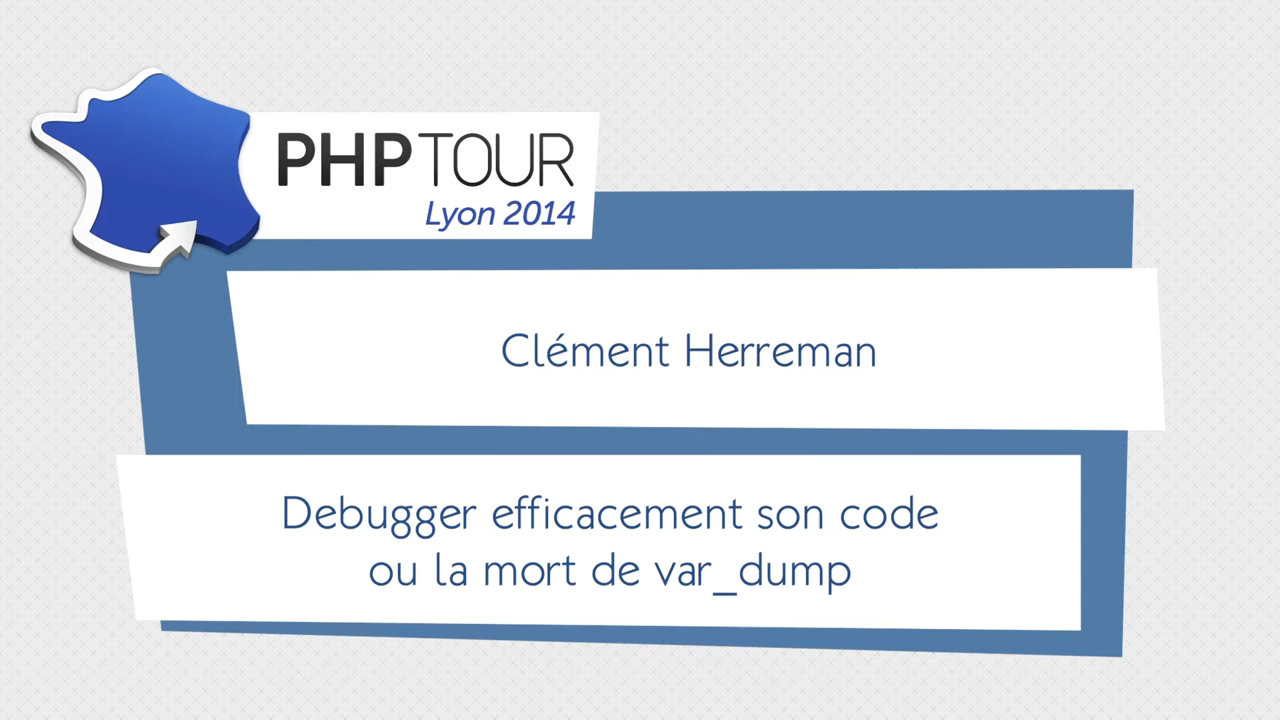 PHPTOUR
Lyon 2014
Clément Herreman
Debugger efficacement son code
ou la mort de var_dump